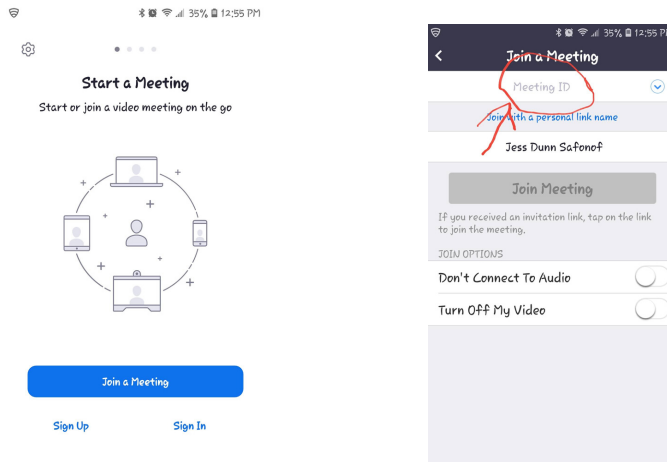 35% 12:55 PM
Start a Meeting
Start or join a video meeting on the go
Join a Meeting
Sign Up Sign In
35% 12:55 P
Join a Meeting
Meeting ID
Join with a personal link name
Jess Dunn Safonof
Join Meeting
If you received an invitation link, tap on the link
to join the meeting.
JOIN OPTIONS
Don't Connect To Audio
Turn Off My Video